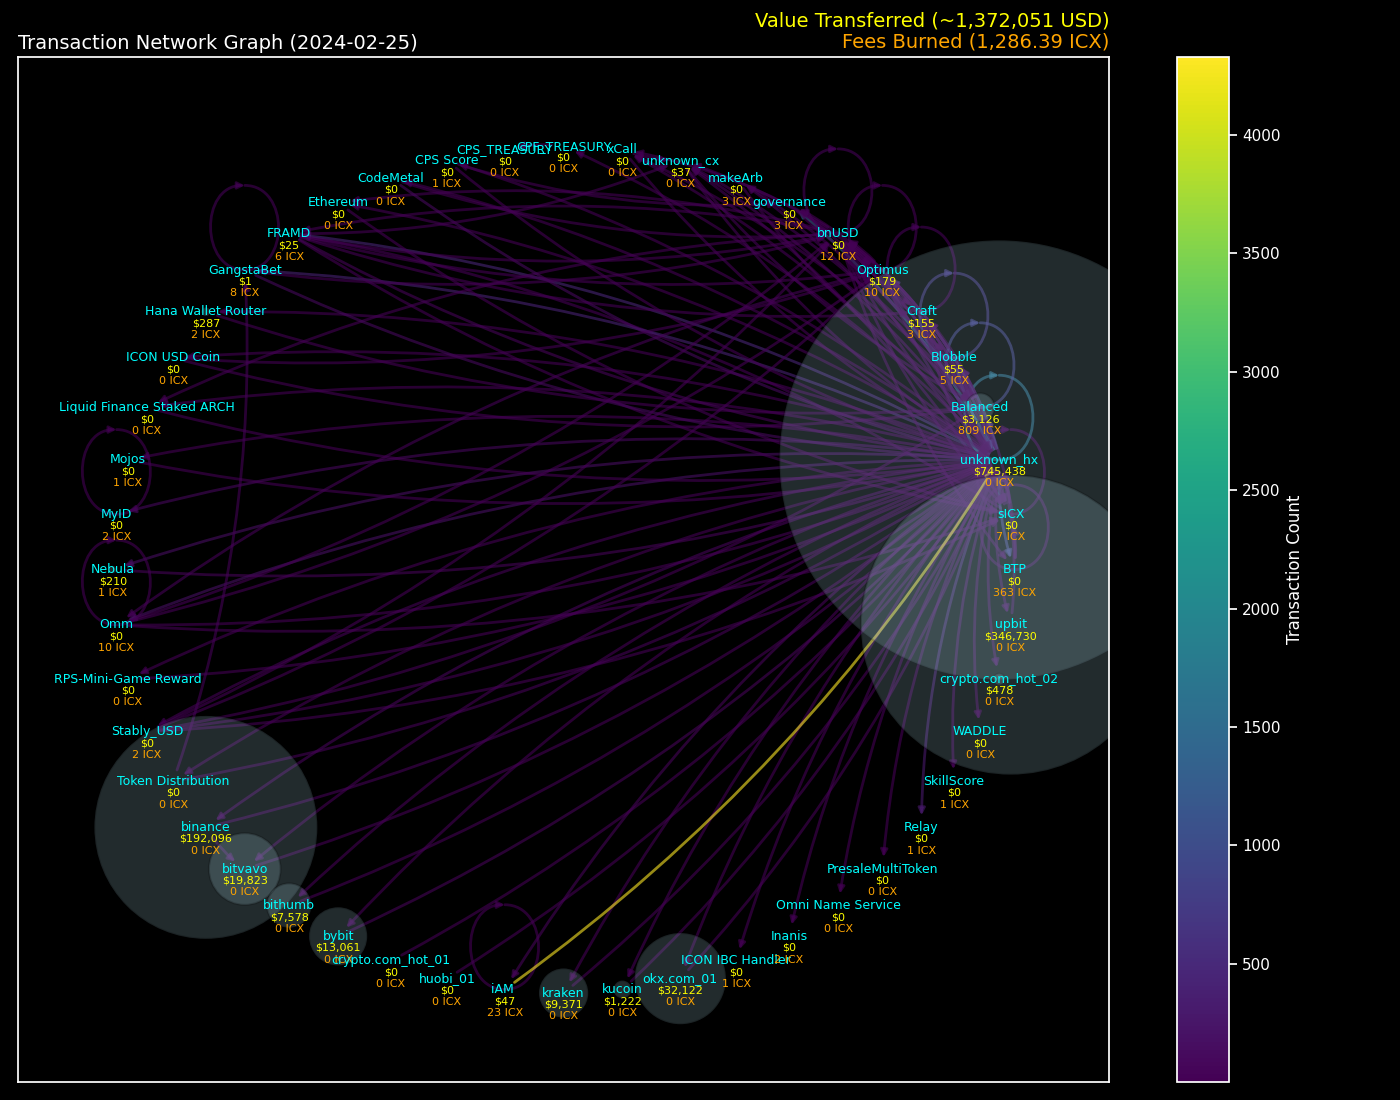 Value Transferred (~1,372,051 USD)
Transaction Network Graph (2024-02-25)
Fees Burned (1,286.39 ICX)
CPS_TREASURY
$0
0 ICX
CPF_TREASURY
$0
0 ICX
xCall
$0
0 ICX
CPS Score
$0
1 ICX
unknown_cx
$37
0 ICX
CodeMetal
$0
0 ICX
makeArb
$0
3 ICX
Ethereum
$0
0 ICX
governance
$0
3 ICX
FRAMD
$25
6 ICX
bnUSD
$0
12 ICX
GangstaBet
$1
8 ICX
Optimus
$179
10 ICX
Hana Wallet Router
$287
2 ICX
Craft
$155
3 ICX
ICON USD Coin
$0
0 ICX
Blobble
$55
5 ICX
Liquid Finance Staked ARCH
$0
0 ICX
Balanced
$3,126
809 ICX
Mojos
$0
1 ICX
unknown_hx
$745,438
0 ICX
MyID
$0
2 ICX
sICX
$0
7 ICX
Nebula
$210
1 ICX
BTP
$0
363 ICX
Omm
$0
10 ICX
upbit
$346,730
0 ICX
RPS-Mini-Game Reward
$0
0 ICX
crypto.com_hot_02
$478
0 ICX
Stably_USD
$0
2 ICX
WADDLE
$0
0 ICX
Token Distribution
$0
0 ICX
SkillScore
$0
1 ICX
binance
$192,096
0 ICX
Relay
$0
1 ICX
bitvavo
$19,823
0 ICX
PresaleMultiToken
$0
0 ICX
bithumb
$7,578
0 ICX
Omni Name Service
$0
0 ICX
bybit
$13,061
0 ICX
Inanis
$0
ICX
crypto.com_hot_01
$0
0 ICX
ICON IBC Handler
$0
1 ICX
huobi_01
$0
0 ICX
okx.com_01
$32,122
0 ICX
iAM
$47
23 ICX
kraken
$9,371
0 ICX
kucoin
$1,222
0 ICX
4000
3500
3000
2500
2000
1500
1000
500
Transaction Count